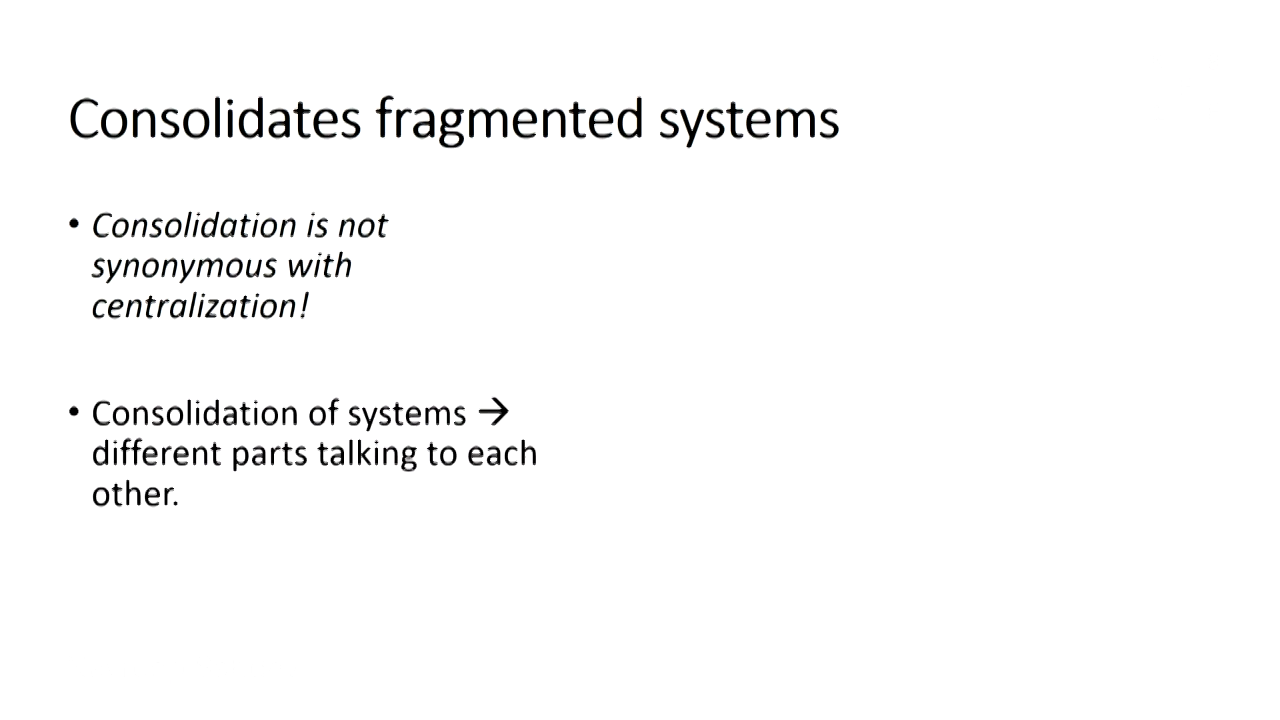 Consolidates fragmented systems
• Consolidation is not
synonymous with
centralization!
• Consolidation of systems →
different parts talking to each
other.